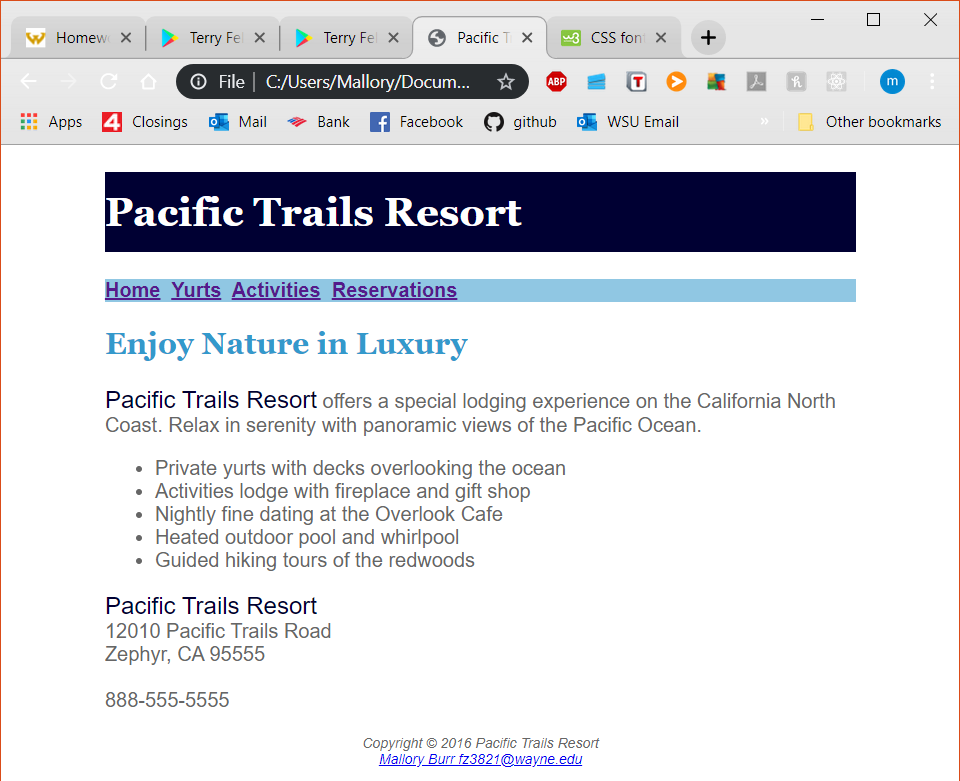 Homew
Terry Fe
Terry Fe
Pacific T
CSS fon
File
C:/Users/Mallory/Docum...
ABP
T
m
Apps
4 Closings
Mail
Bank
Facebook
github
WSU Email
»
Other bookmarks
Pacific Trails Resort
Home Yurts Activities Reservations
Enjoy Nature in Luxury
Pacific Trails Resort offers a special lodging experience on the California North
Coast. Relax in serenity with panoramic views of the Pacific Ocean.
• Private yurts with decks overlooking the ocean
• Activities lodge with fireplace and gift shop
• Nightly fine dating at the Overlook Cafe
• Heated outdoor pool and whirlpool
• Guided hiking tours of the redwoods
Pacific Trails Resort
12010 Pacific Trails Road
Zephyr, CA 95555
888-555-5555
Copyright © 2016 Pacific Trails Resort
Mallory Burr fz3821@wayne.edu